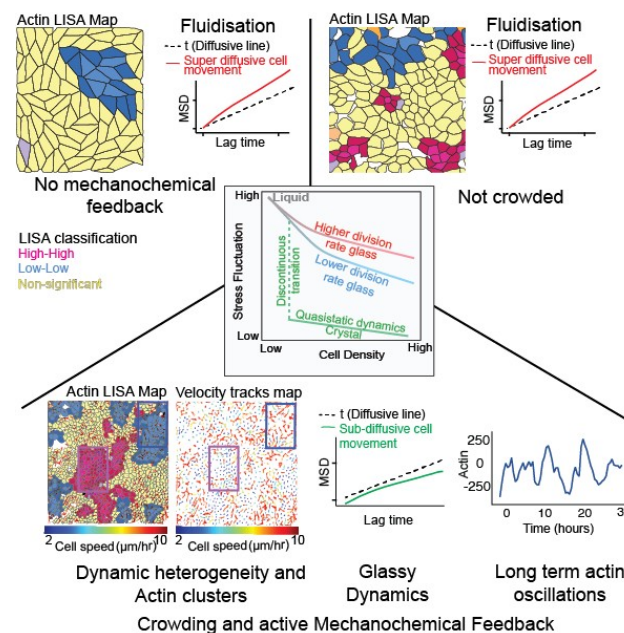 Actin LISA Map
Fluidisation
t (Diffusive line)
Super diffusive cell
movement
MSD
Lag time
No mechanochemical
feedback
Actin LISA Map
Fluidisation
t (Diffusive line)
Super diffusive cell
movement
MSD
Lag time
Not crowded
LISA classification
High-High
Low-Low
Non-significant
High
Liquid
Higher division
rate glass
Lower division
rate glass
Discontinuous
transition
Quasistatic dynamics
Crystal
Stress Fluctuation
Low
Low
High
Cell Density
Actin LISA Map
Velocity tracks map
2
10
Cell speed (µm/hr)
2
10
Cell speed (µm/hr)
Dynamic heterogeneity and
Actin clusters
t (Diffusive line)
Sub-diffusive cell
movement
MSD
Lag time
Glassy
Dynamics
Actin
250
0
-250
0
10
20
Time (hours)
Long term actin
oscillations
Crowding and active Mechanochemical Feedback